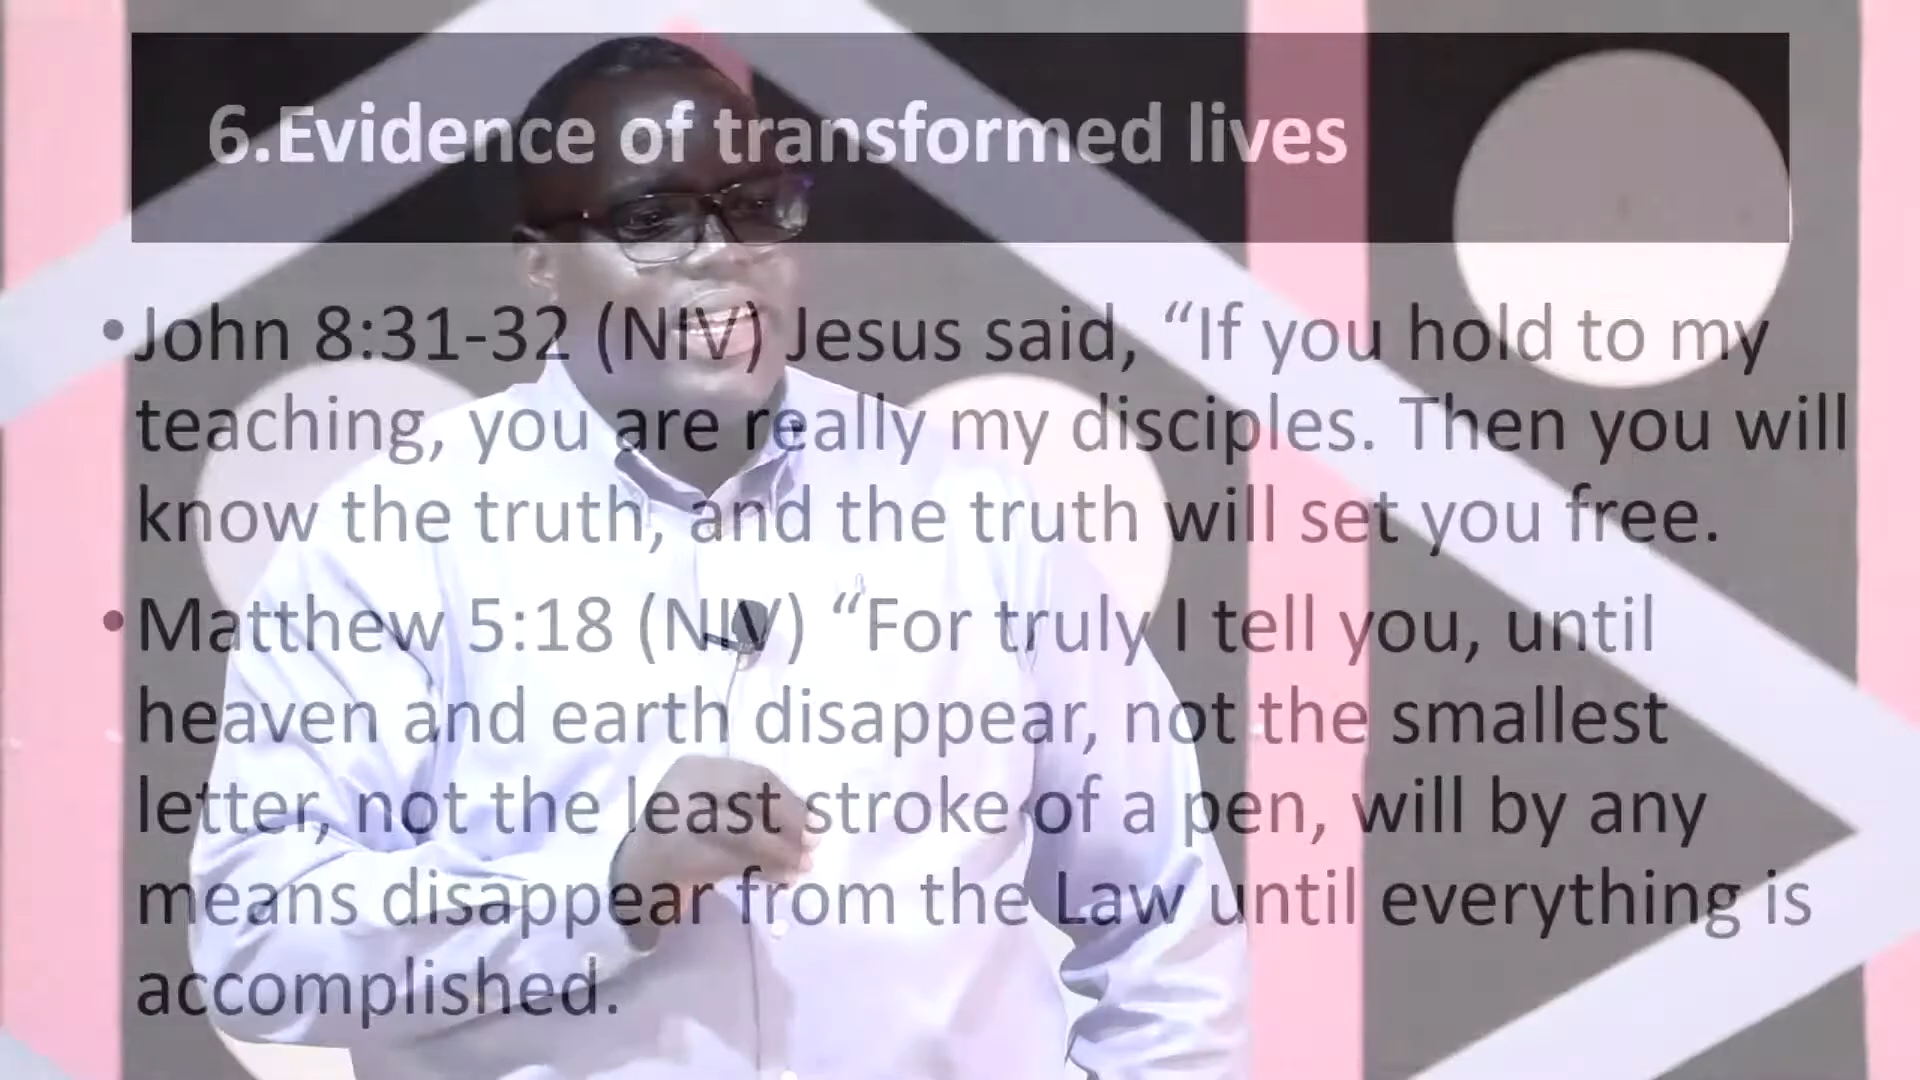 6.Evidence of transformed lives
•John 8:31-32 (NIV) Jesus said, “If you hold to my
teaching, you are really my disciples. Then you will
know the truth, and the truth will set you free.
•Matthew 5:18 (NIV) “For truly I tell you, until
heaven and earth disappear, not the smallest
letter, not the least stroke of a pen, will by any
means disappear from the Law until everything is
accomplished.